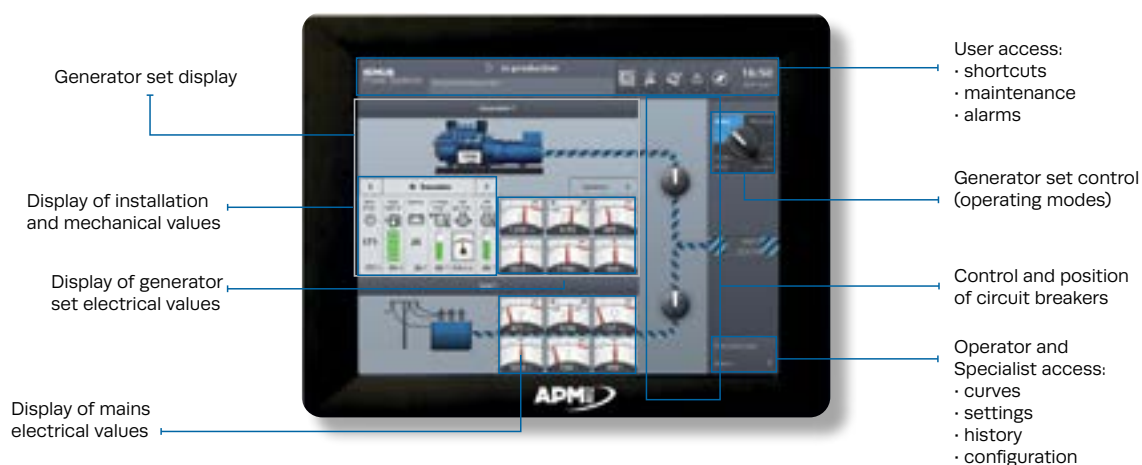 Generator set display
Display of installation
and mechanical values
Display of generator
set electrical values
Display of mains
electrical values
in production
16:50
APM
User access:
· shortcuts
· maintenance
· alarms
Generator set control
(operating modes)
Control and position
of circuit breakers
Operator and
Specialist access:
· curves
· settings
· history
· configuration